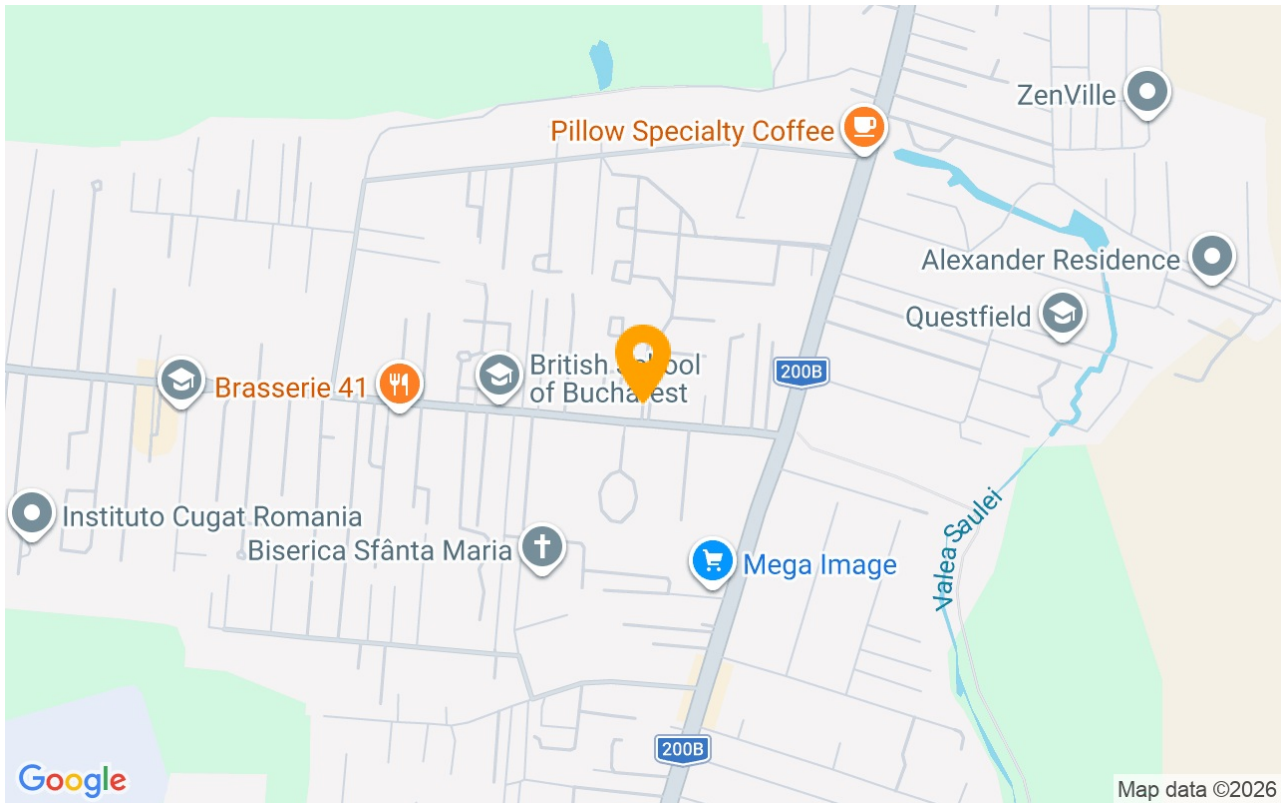 ZenVille
Pillow Specialty Coffee
Alexander Residence
Questfield
British School
of Bucharest
200B
Brasserie 41
Instituto Cugat Romania
Biserica Sfânta Maria
Valea Saulei
Mega Image
200B
Google
Map data ©2026